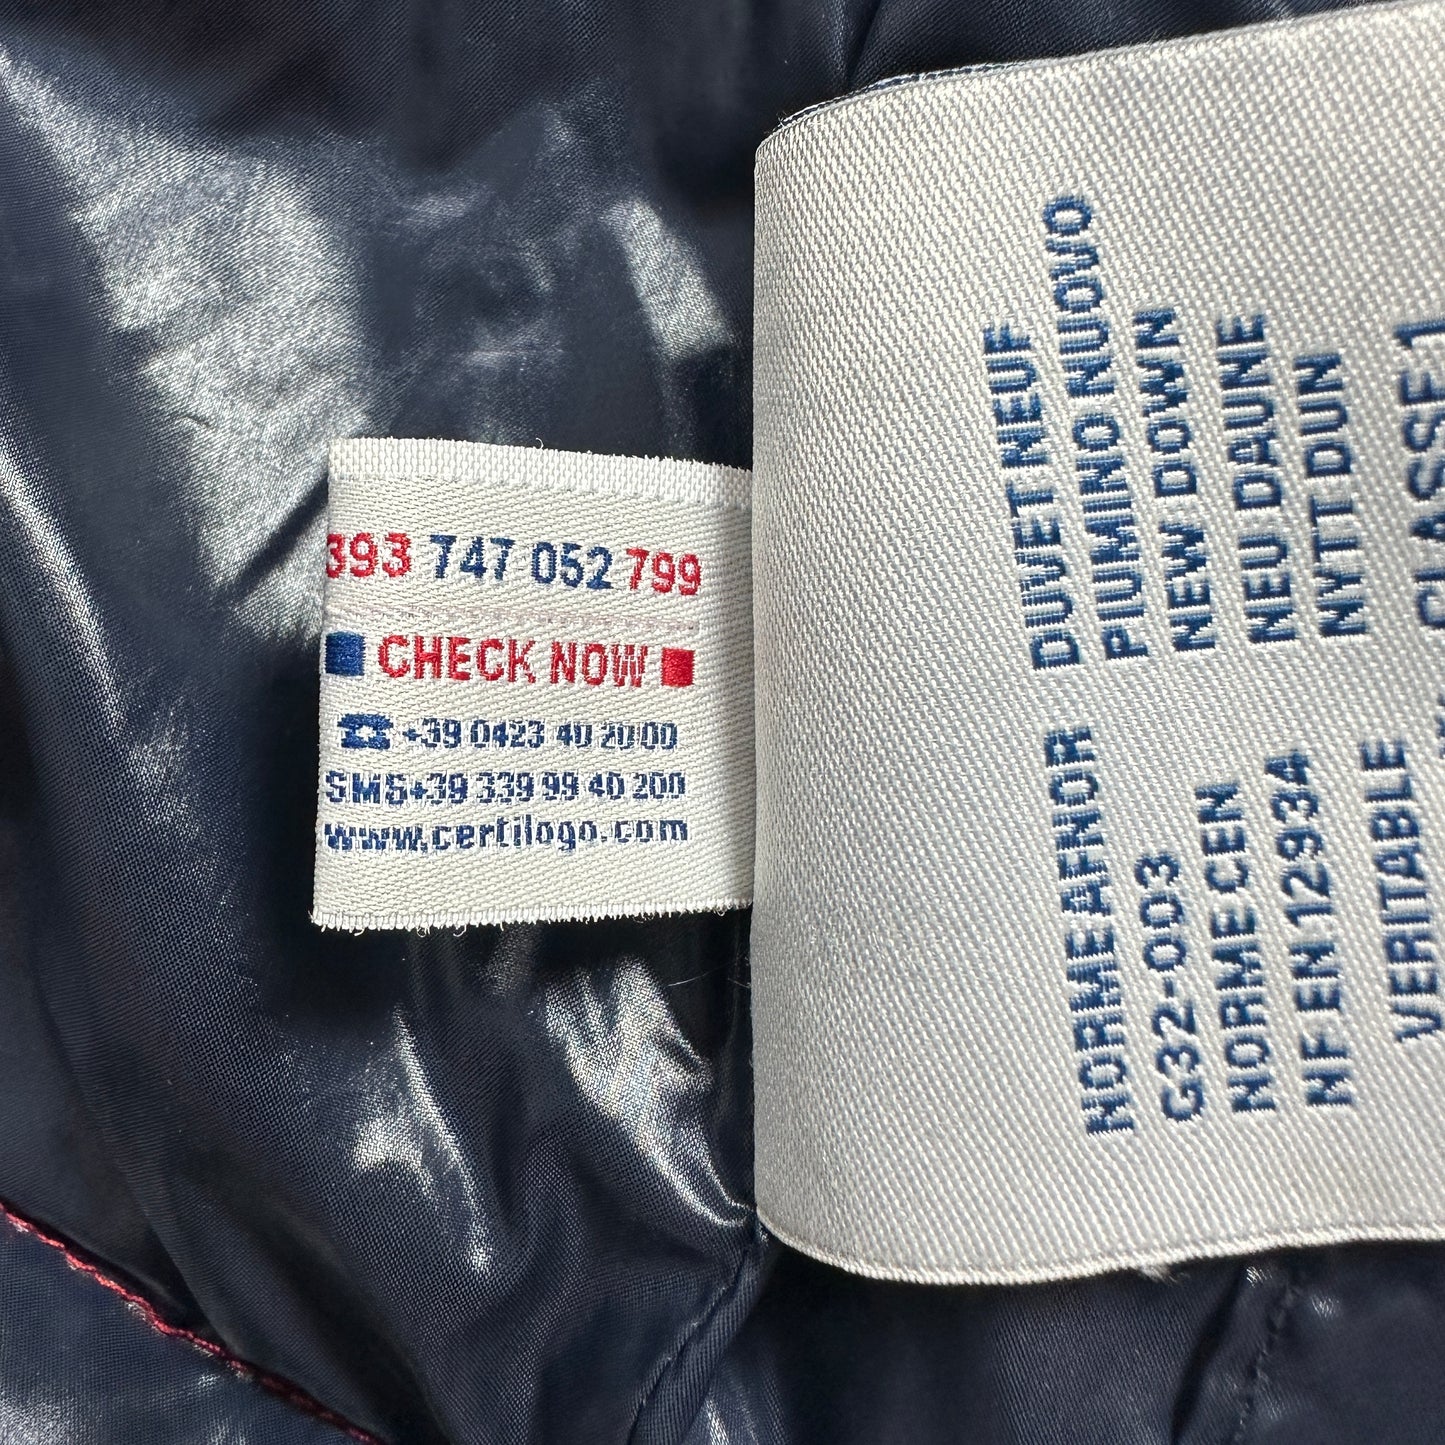 393 747 052 799
CHECK NOW
☎ +39 0423 40 20 00
SMS+39 339 99 40 200
www.certilogo.com
NORME AFNOR DUVET NEUF
G32-003 PIUMINO NUOVO
NORME CEN NEW DOWN
NF EN 12934 NEU DAUNE
NYTT DUN
VERITABLE CLASSE 1